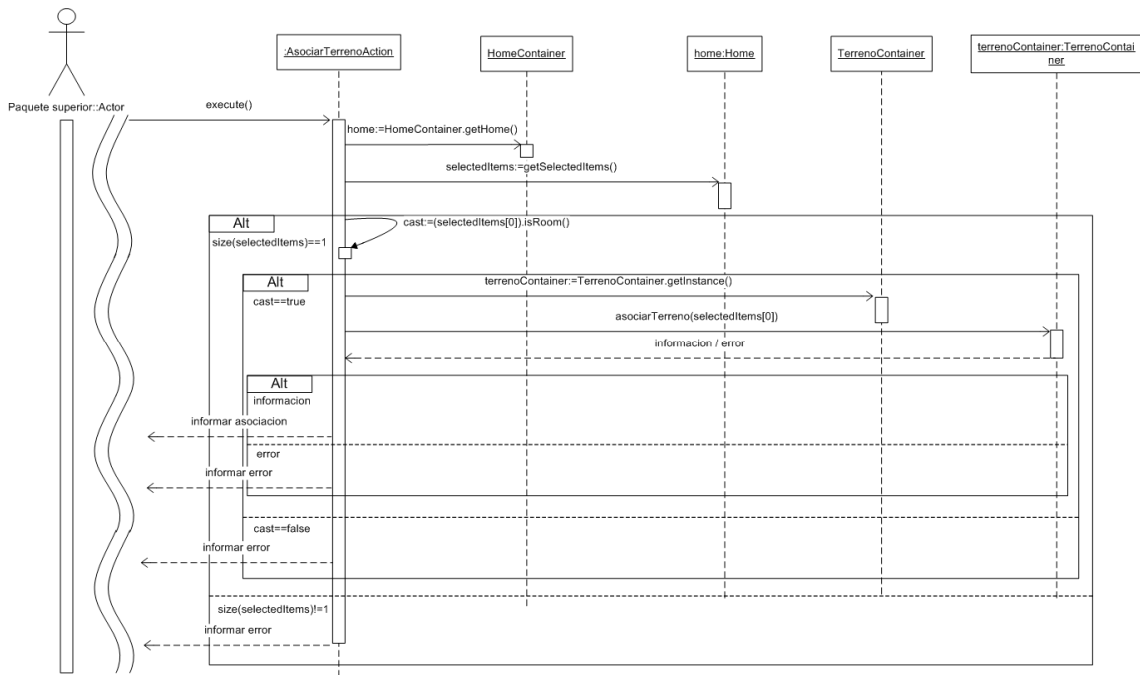 :AsociarTerrenoAction
HomeContainer
home:Home
TerrenoContainer
terrenoContainer:TerrenoContai
ner
Paquete superior::Actor
execute()
home:=HomeContainer.getHome()
selectedItems:=getSelectedItems()
Alt
cast:=(selectedItems[0]).isRoom()
size(selectedItems)==1
Alt
terrenoContainer:=TerrenoContainer.getInstance()
cast==true
asociarTerreno(selectedItems[0])
informacion / error
Alt
informacion
informar asociacion
error
informar error
cast==false
informar error
size(selectedItems)!=1
informar error